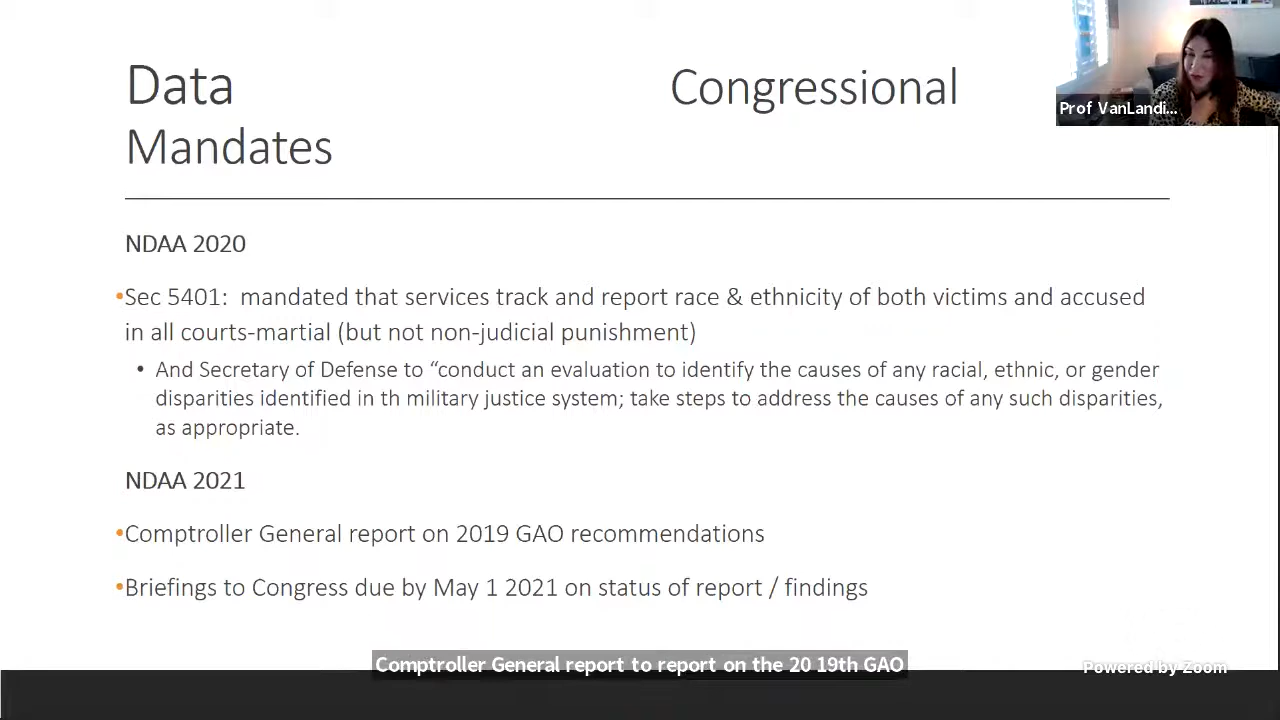 Data Congressional
Mandates
Prof VanLandi...
NDAA 2020
•Sec 5401: mandated that services track and report race & ethnicity of both victims and accused
in all courts-martial (but not non-judicial punishment)
• And Secretary of Defense to “conduct an evaluation to identify the causes of any racial, ethnic, or gender
disparities identified in th military justice system; take steps to address the causes of any such disparities,
as appropriate.
NDAA 2021
•Comptroller General report on 2019 GAO recommendations
•Briefings to Congress due by May 1 2021 on status of report / findings
Comptroller General report to report on the 20 19th GAO
Powered by Zoom